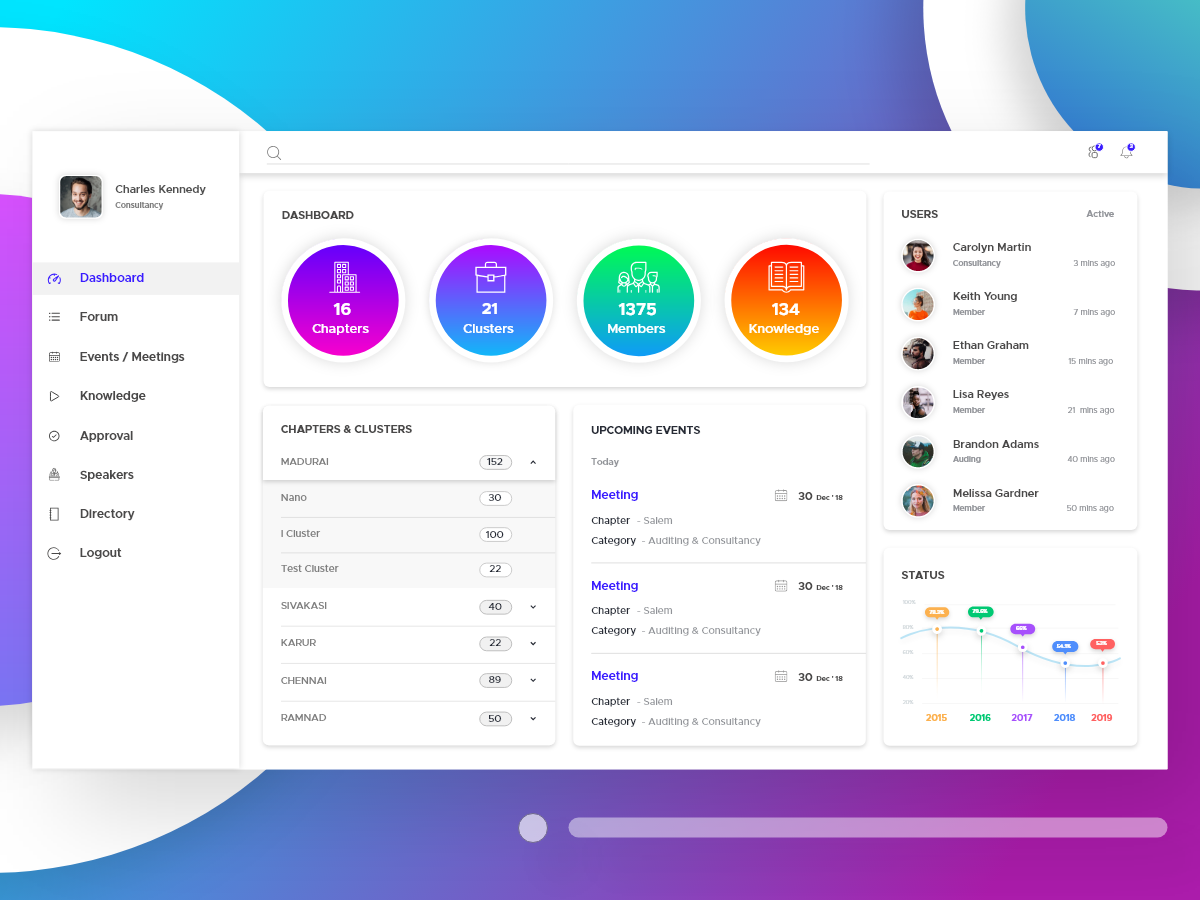 Charles Kennedy
Consultancy
Dashboard
Forum
Events / Meetings
Knowledge
Approval
Speakers
Directory
Logout
DASHBOARD
16
Chapters
21
Clusters
1375
Members
134
Knowledge
CHAPTERS & CLUSTERS
MADURAI 152
Nano 30
I Cluster 100
Test Cluster 22
SIVAKASI 40
KARUR 22
CHENNAI 89
RAMNAD 50
UPCOMING EVENTS
Today
Meeting 30 Dec ' 18
Chapter - Salem
Category - Auditing & Consultancy
Meeting 30 Dec ' 18
Chapter - Salem
Category - Auditing & Consultancy
Meeting 30 Dec ' 18
Chapter - Salem
Category - Auditing & Consultancy
USERS Active
Carolyn Martin
Consultancy 3 mins ago
Keith Young
Member 7 mins ago
Ethan Graham
Member 15 mins ago
Lisa Reyes
Member 21 mins ago
Brandon Adams
Auding 40 mins ago
Melissa Gardner
Member 50 mins ago
STATUS
100%
80%
60%
40%
20%
2015 2016 2017 2018 2019